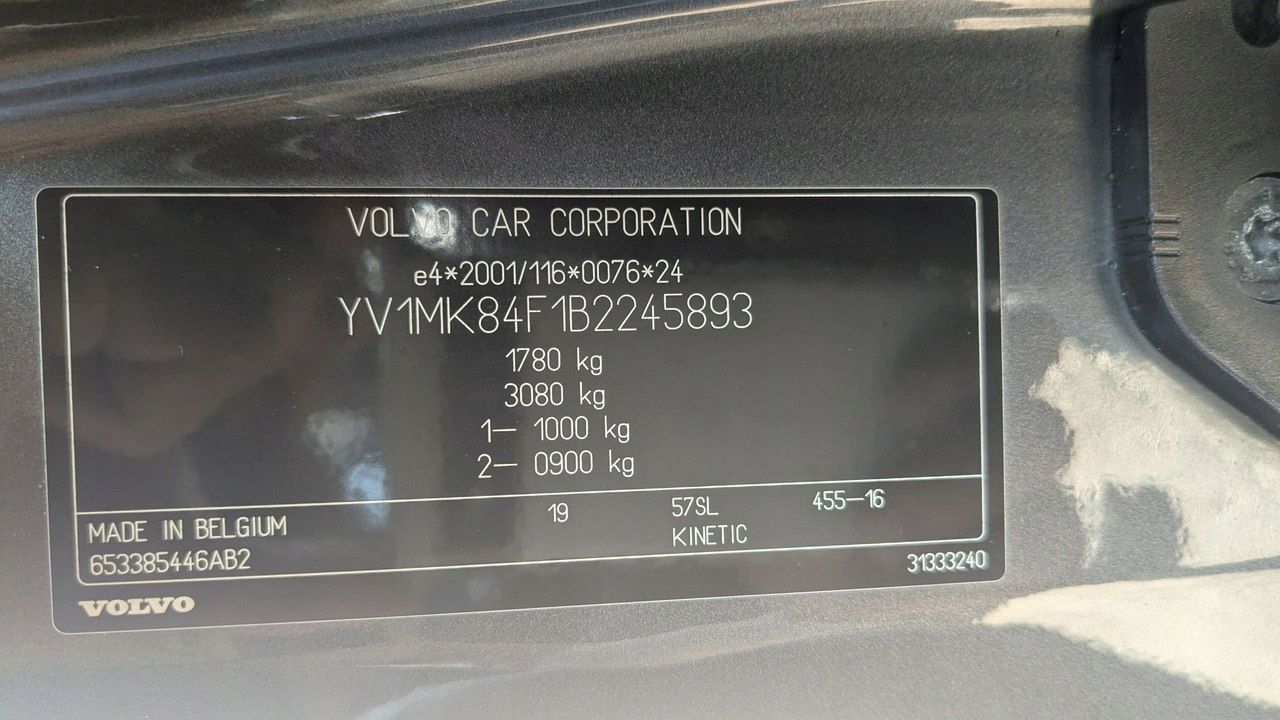 VOLVO CAR CORPORATION
e4*2001/116*0076*24
YV1MK84F1B2245893
1780 kg
3080 kg
1– 1000 kg
2– 0900 kg
19 57SL 455–16
MADE IN BELGIUM KINETIC
653385446AB2 31333240
VOLVO